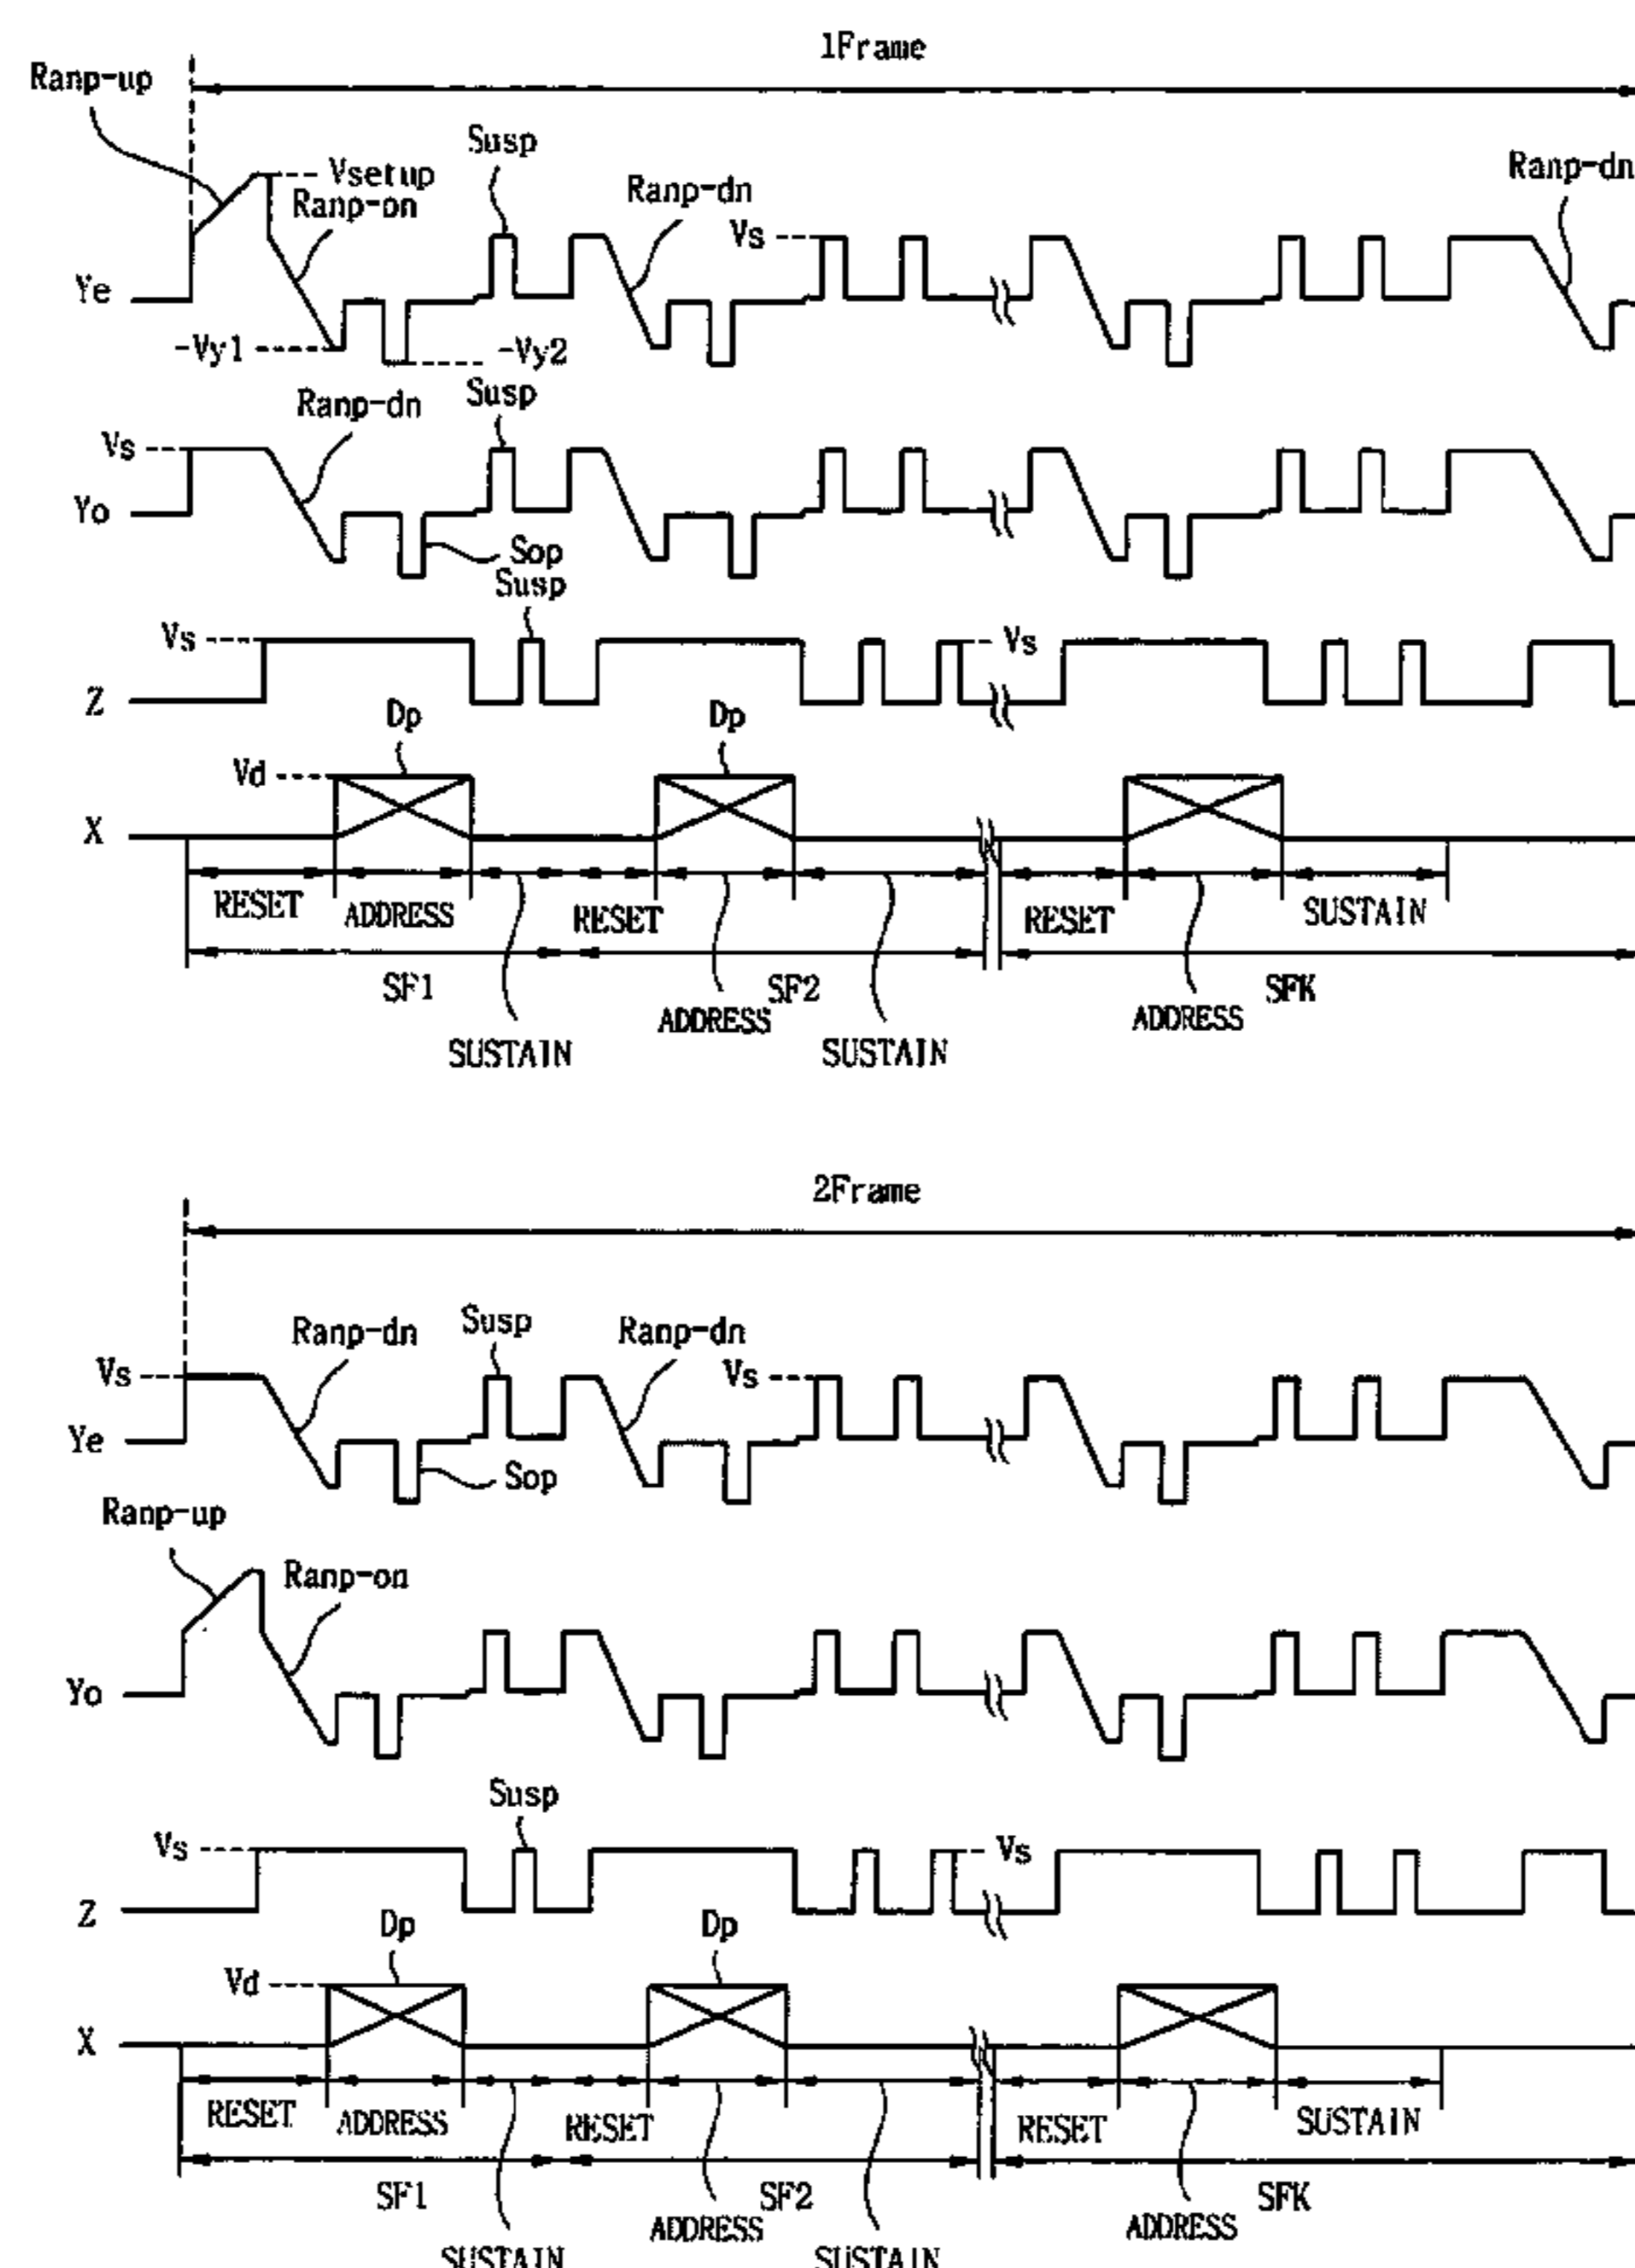 1Frame
Ranp-up
Susp
Vsetup
Ranp-on
Ranp-dn
Ranp-dn
Vs
Ye
-Vy1
-Vy2
Susp
Ranp-dn
Vs
Yo
Sop
Susp
Vs
Vs
Z
Dp
Dp
Vd
X
RESET
ADDRESS
RESET
RESET
SUSTAIN
SF1
SF2
SFK
ADDRESS
ADDRESS
SUSTAIN
SUSTAIN
2Frame
Ranp-dn
Susp
Ranp-dn
Vs
Vs
Ye
Sop
Ranp-up
Ranp-on
Yo
Susp
Vs
Vs
Z
Dp
Dp
Vd
X
RESET
ADDRESS
RESET
RESET
SUSTAIN
SF1
SF2
SFK
ADDRESS
ADDRESS
SUSTAIN
SUSTAIN